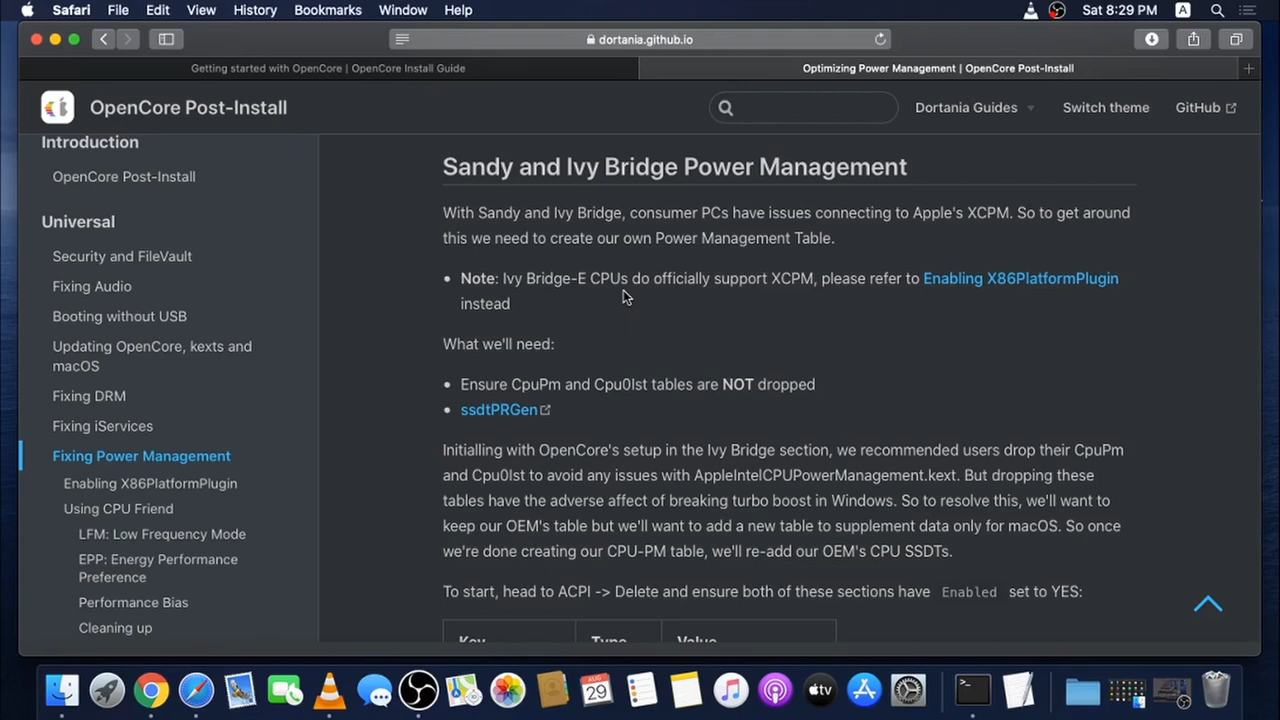 Safari File Edit View History Bookmarks Window Help
Sat 8:29 PM A
dortania.github.io
Getting started with OpenCore | OpenCore Install Guide
Optimizing Power Management | OpenCore Post-Install
OpenCore Post-Install
Dortania Guides
Switch theme
GitHub
Introduction
OpenCore Post-Install
Universal
Security and FileVault
Fixing Audio
Booting without USB
Updating OpenCore, kexts and
macOS
Fixing DRM
Fixing iServices
Fixing Power Management
Enabling X86PlatformPlugin
Using CPU Friend
LFM: Low Frequency Mode
EPP: Energy Performance
Preference
Performance Bias
Cleaning up
Sandy and Ivy Bridge Power Management
With Sandy and Ivy Bridge, consumer PCs have issues connecting to Apple's XCPM. So to get around
this we need to create our own Power Management Table.
• Note: Ivy Bridge-E CPUs do officially support XCPM, please refer to Enabling X86PlatformPlugin
instead
What we'll need:
• Ensure CpuPm and Cpu0Ist tables are NOT dropped
• ssdtPRGen
Initialling with OpenCore's setup in the Ivy Bridge section, we recommended users drop their CpuPm
and Cpu0Ist to avoid any issues with AppleIntelCPUPowerManagement.kext. But dropping these
tables have the adverse affect of breaking turbo boost in Windows. So to resolve this, we'll want to
keep our OEM's table but we'll want to add a new table to supplement data only for macOS. So once
we're done creating our CPU-PM table, we'll re-add our OEM's CPU SSDTs.
To start, head to ACPI -> Delete and ensure both of these sections have Enabled set to YES:
Key Type Value
AUG
29
tv